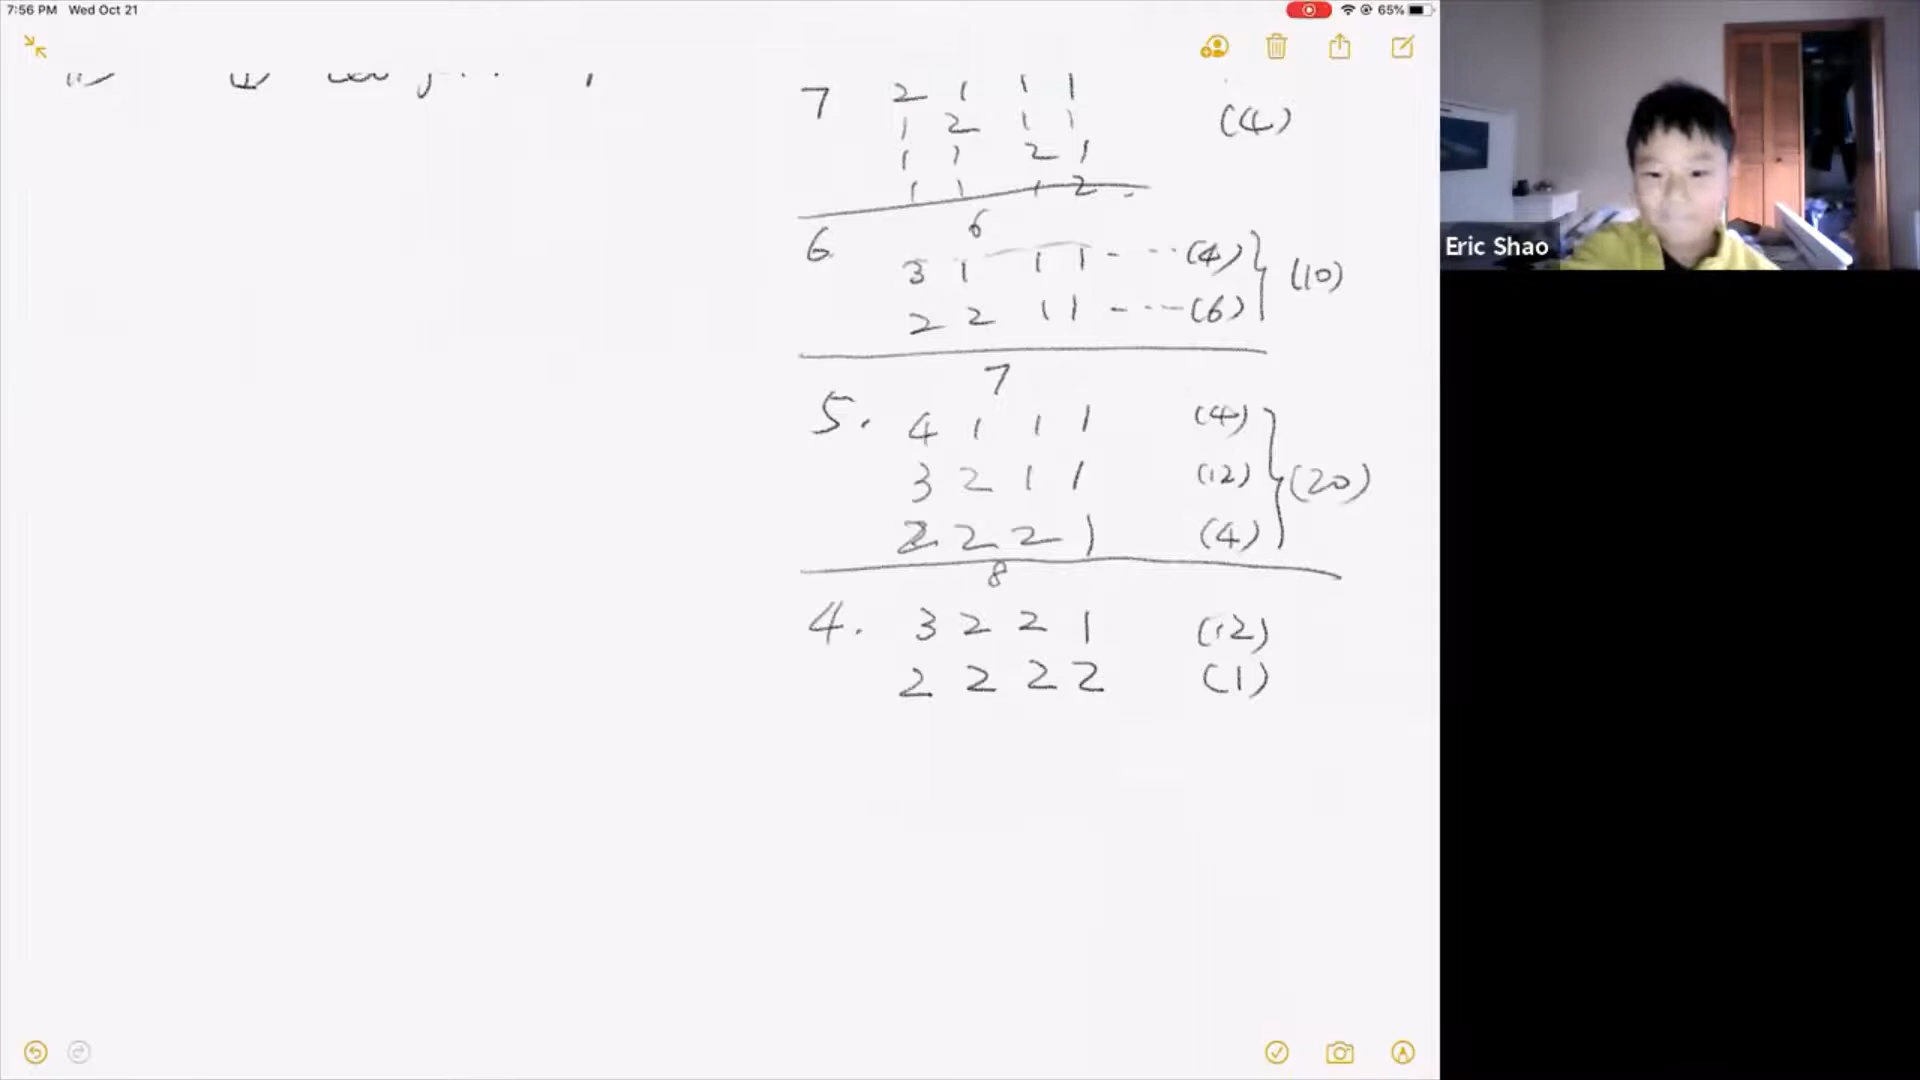 7:56 PM Wed Oct 21
65%
7 2 1 1 1
1 2 1 1 (4)
1 1 2 1
1 1 1 2
6 6
3 1 1 1 - ... (4) (10)
2 2 1 1 - --- (6)
7
5. 4 1 1 1 (4)
3 2 1 1 (12) (20)
2 2 2 1 (4)
8
4. 3 2 2 1 (12)
2 2 2 2 (1)
Eric Shao